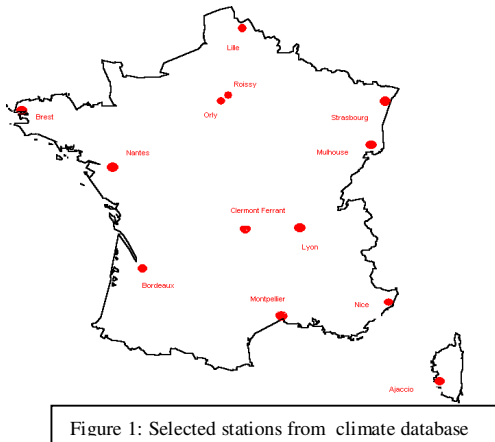 Lille
Roissy
Orly
Strasbourg
Brest
Nantes
Mulhouse
Clermont Ferrant
Lyon
Bordeaux
Montpellier
Nice
Ajaccio
Figure 1: Selected stations from climate database